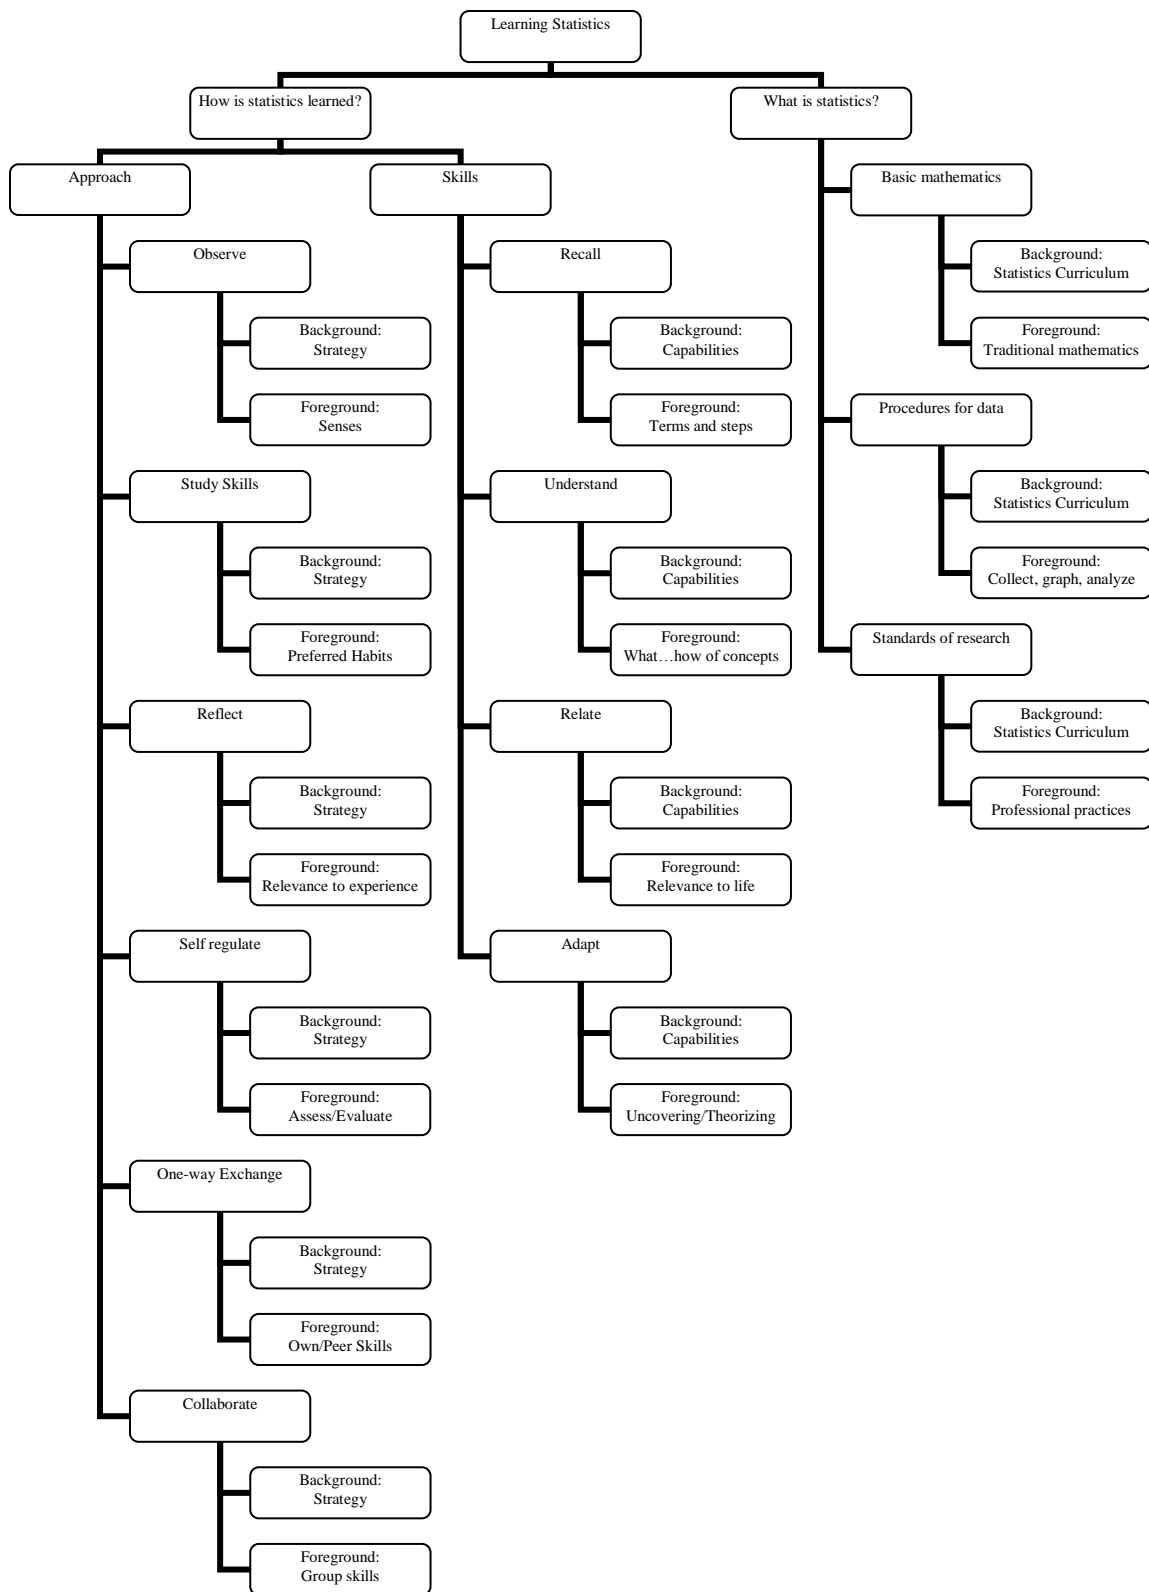 Learning Statistics
How is statistics learned?
What is statistics?
Approach
Skills
Basic mathematics
Observe
Recall
Background:
Statistics Curriculum
Background:
Strategy
Background:
Capabilities
Foreground:
Traditional mathematics
Foreground:
Senses
Foreground:
Terms and steps
Procedures for data
Study Skills
Understand
Background:
Statistics Curriculum
Background:
Strategy
Background:
Capabilities
Foreground:
Collect, graph, analyze
Foreground:
Preferred Habits
Foreground:
What…how of concepts
Standards of research
Reflect
Relate
Background:
Statistics Curriculum
Background:
Strategy
Background:
Capabilities
Foreground:
Professional practices
Foreground:
Relevance to experience
Foreground:
Relevance to life
Self regulate
Adapt
Background:
Strategy
Background:
Capabilities
Foreground:
Assess/Evaluate
Foreground:
Uncovering/Theorizing
One-way Exchange
Background:
Strategy
Foreground:
Own/Peer Skills
Collaborate
Background:
Strategy
Foreground:
Group skills